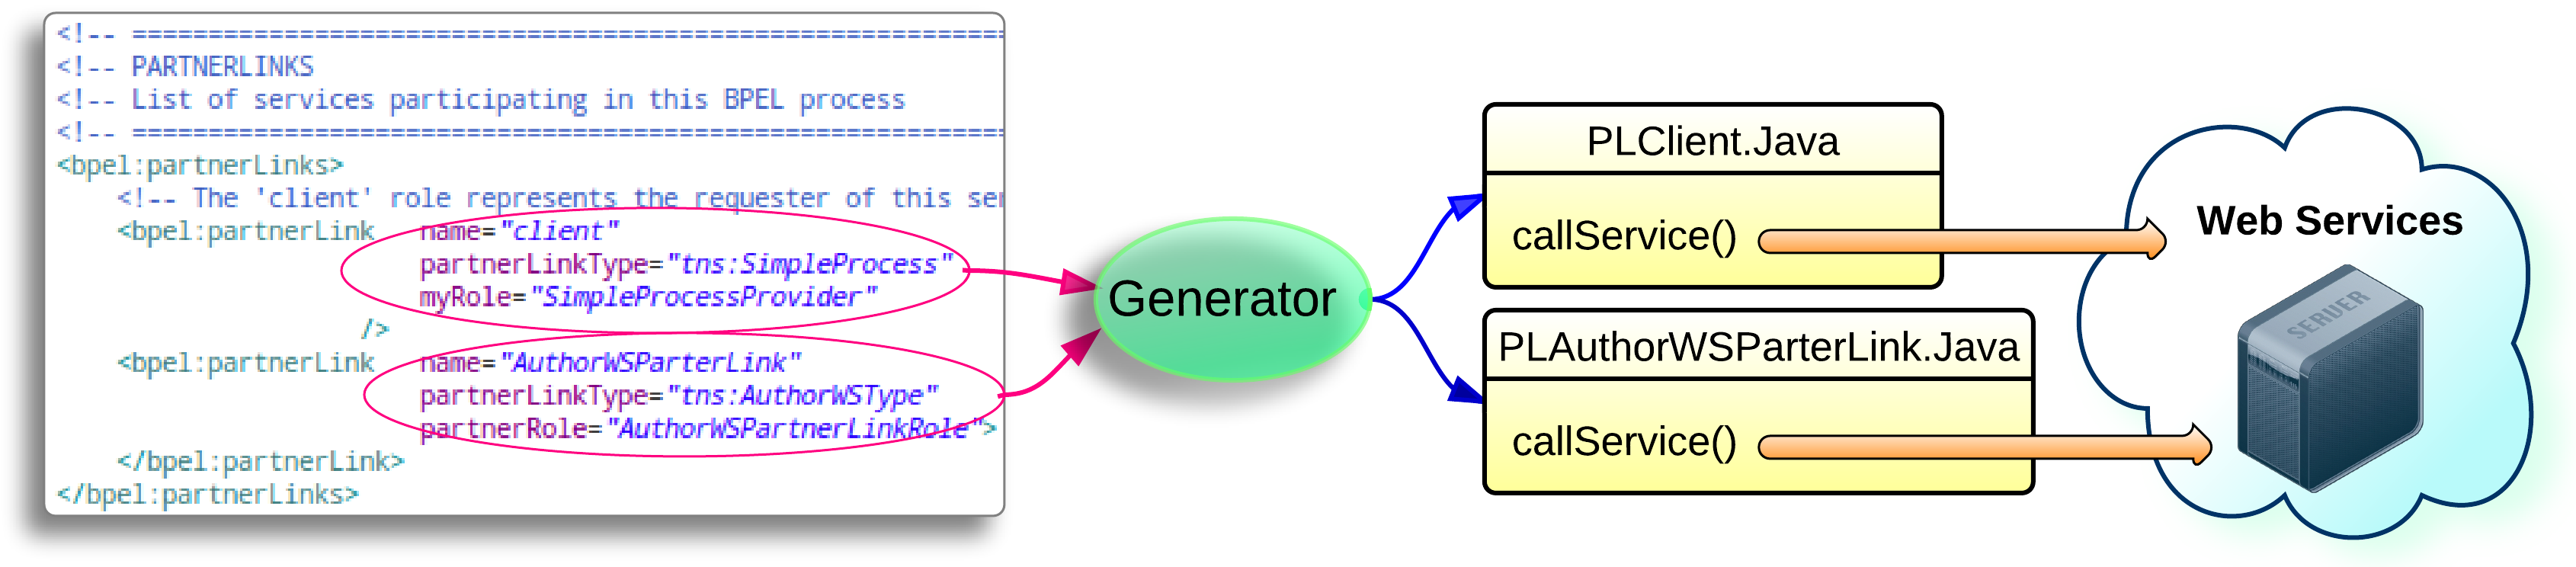 <!-- =========================================================
<!-- PARTNERLINKS
<!-- List of services participating in this BPEL process
<!-- =========================================================
<bpel:partnerLinks>
<!-- The 'client' role represents the requester of this ser
<bpel:partnerLink name="client"
partnerLinkType="tns:SimpleProcess"
myRole="SimpleProcessProvider"
/>
<bpel:partnerLink name="AuthorWSParterLink"
partnerLinkType="tns:AuthorWSType"
partnerRole="AuthorWSPartnerLinkRole">
</bpel:partnerLink>
</bpel:partnerLinks>
Generator
PLClient.Java
callService()
PLAuthorWSParterLink.Java
callService()
Web Services
SERVER